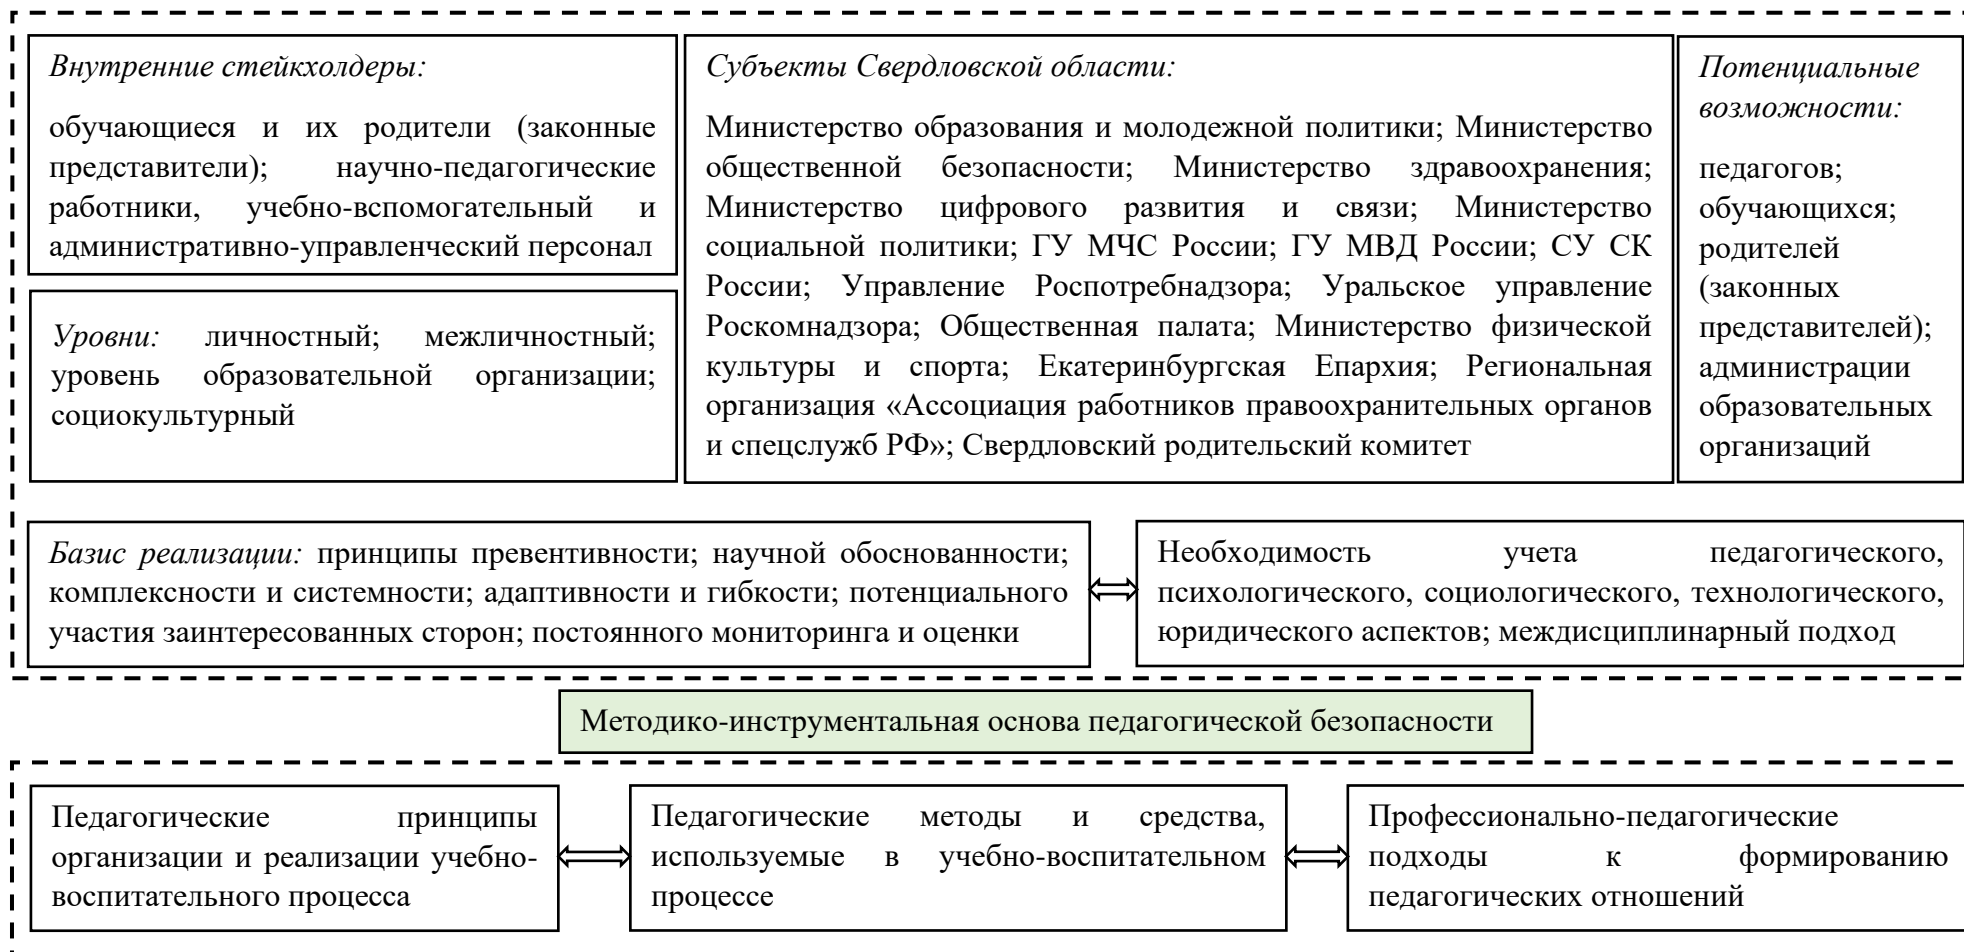 Внутренние стейкхолдеры:
обучающиеся и их родители (законные
представители); научно-педагогические
работники, учебно-вспомогательный и
административно-управленческий персонал
Уровни: личностный; межличностный;
уровень образовательной организации;
социокультурный
Субъекты Свердловской области:
Министерство образования и молодежной политики; Министерство
общественной безопасности; Министерство здравоохранения;
Министерство цифрового развития и связи; Министерство
социальной политики; ГУ МЧС России; ГУ МВД России; СУ СК
России; Управление Роспотребнадзора; Уральское управление
Роскомнадзора; Общественная палата; Министерство физической
культуры и спорта; Екатеринбургская Епархия; Региональная
организация «Ассоциация работников правоохранительных органов
и спецслужб РФ»; Свердловский родительский комитет
Потенциальные
возможности:
педагогов;
обучающихся;
родителей
(законных
представителей);
администрации
образовательных
организаций
Базис реализации: принципы превентивности; научной обоснованности;
комплексности и системности; адаптивности и гибкости; потенциального
участия заинтересованных сторон; постоянного мониторинга и оценки
Необходимость учета педагогического,
психологического, социологического, технологического,
юридического аспектов; междисциплинарный подход
Методико-инструментальная основа педагогической безопасности
Педагогические принципы
организации и реализации учебно-
воспитательного процесса
Педагогические методы и средства,
используемые в учебно-воспитательном
процессе
Профессионально-педагогические
подходы к формированию
педагогических отношений